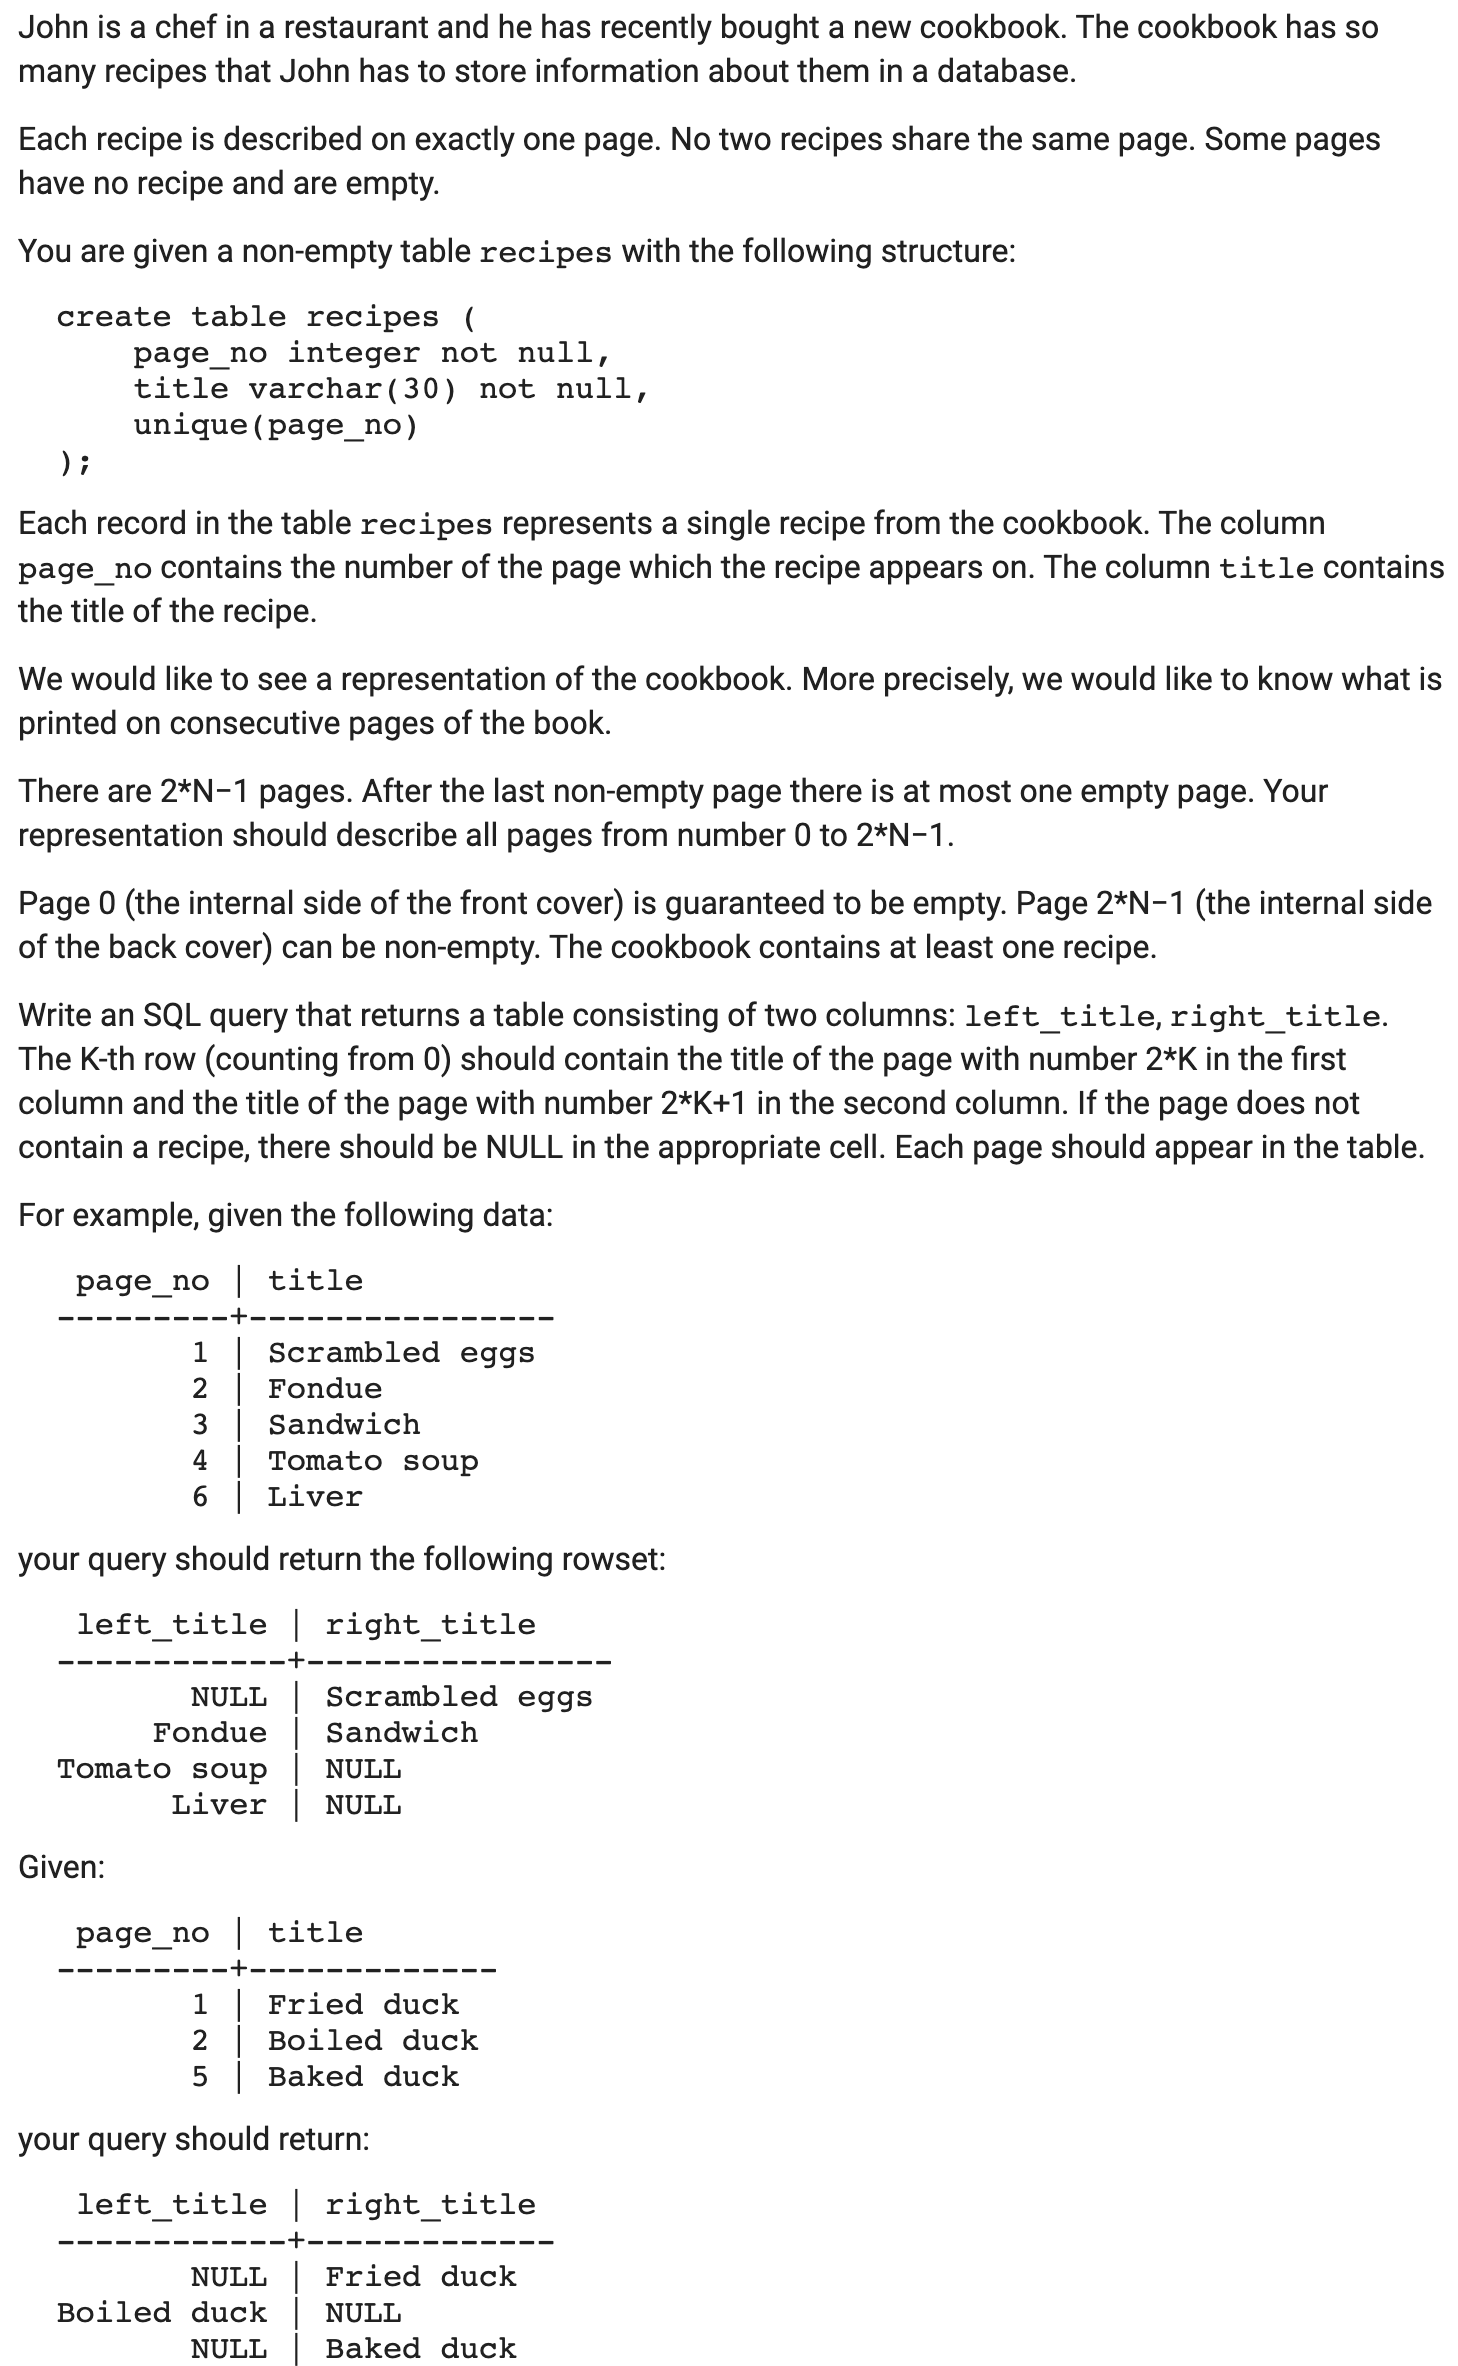 John is a chef in a restaurant and he has recently bought a new cookbook. The cookbook has so
many recipes that John has to store information about them in a database.
Each recipe is described on exactly one page. No two recipes share the same page. Some pages
have no recipe and are empty.
You are given a non-empty table recipes with the following structure:
create table recipes (
    page_no integer not null,
    title varchar(30) not null,
    unique(page_no)
);
Each record in the table recipes represents a single recipe from the cookbook. The column
page_no contains the number of the page which the recipe appears on. The column title contains
the title of the recipe.
We would like to see a representation of the cookbook. More precisely, we would like to know what is
printed on consecutive pages of the book.
There are 2*N−1 pages. After the last non-empty page there is at most one empty page. Your
representation should describe all pages from number 0 to 2*N−1.
Page 0 (the internal side of the front cover) is guaranteed to be empty. Page 2*N−1 (the internal side
of the back cover) can be non-empty. The cookbook contains at least one recipe.
Write an SQL query that returns a table consisting of two columns: left_title, right_title.
The K-th row (counting from 0) should contain the title of the page with number 2*K in the first
column and the title of the page with number 2*K+1 in the second column. If the page does not
contain a recipe, there should be NULL in the appropriate cell. Each page should appear in the table.
For example, given the following data:
 page_no | title
---------+----------------
       1 | Scrambled eggs
       2 | Fondue
       3 | Sandwich
       4 | Tomato soup
       6 | Liver
your query should return the following rowset:
 left_title | right_title
------------+----------------
       NULL | Scrambled eggs
     Fondue | Sandwich
Tomato soup | NULL
      Liver | NULL
Given:
 page_no | title
---------+-------------
       1 | Fried duck
       2 | Boiled duck
       5 | Baked duck
your query should return:
 left_title | right_title
------------+-------------
       NULL | Fried duck
Boiled duck | NULL
       NULL | Baked duck